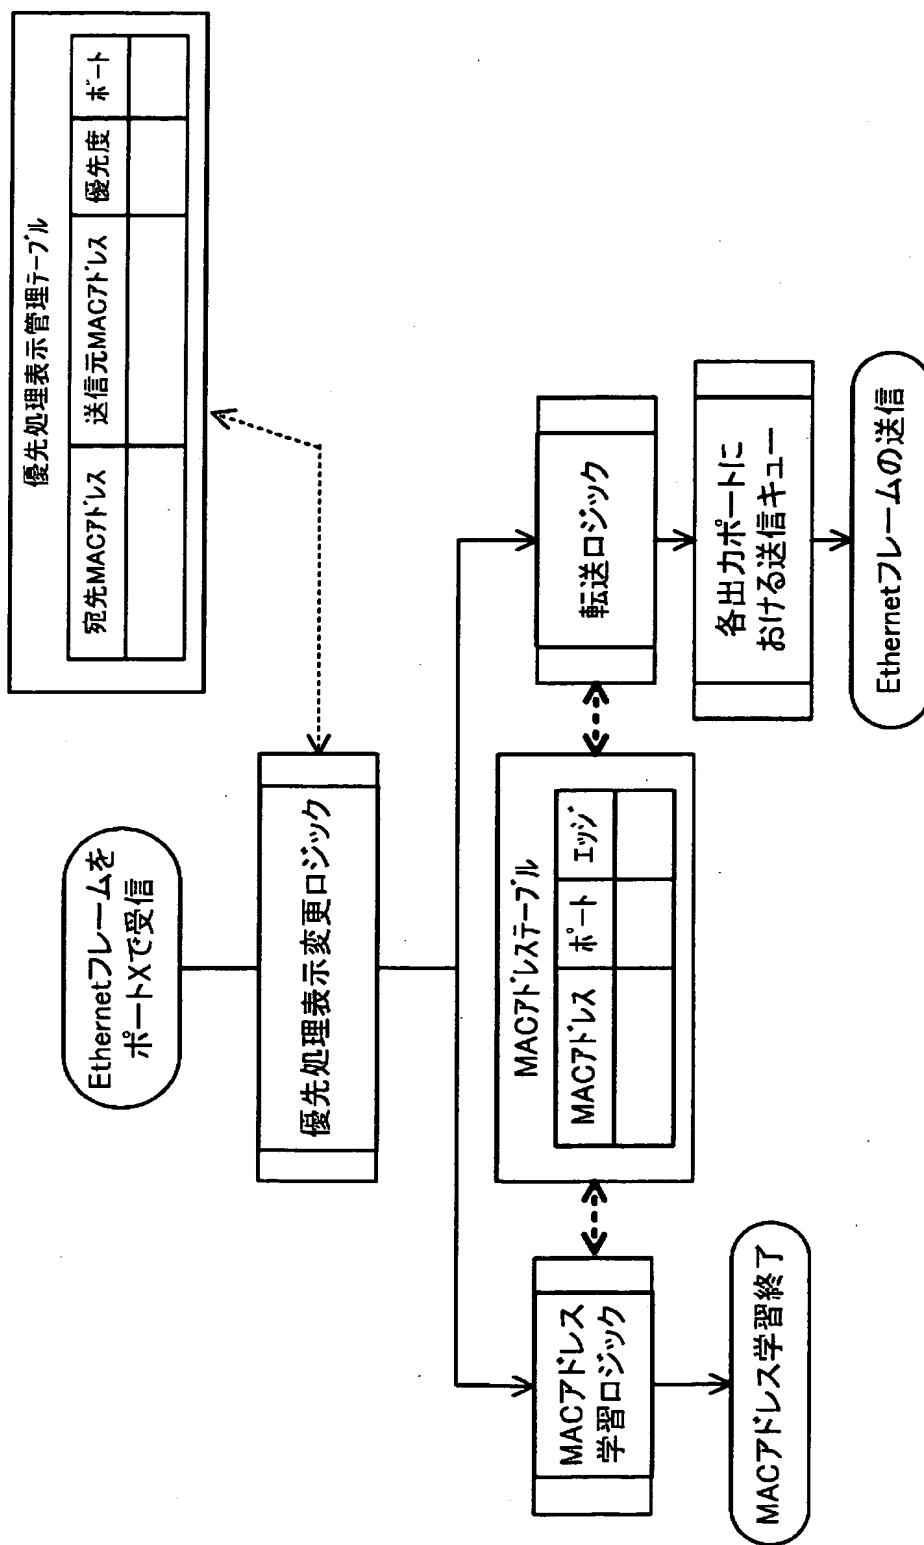 優先処理表示管理テーブル
宛先MACアドレス 送信元MACアドレス 優先度 ポート
Ethernetフレームを
ポートXで受信
優先処理表示変更ロジック
MACアドレステーブル
MACアドレス ポート エッジ
MACアドレス
学習ロジック
MACアドレス学習終了
転送ロジック
各出力ポートに
おける送信キュー
Ethernetフレームの送信